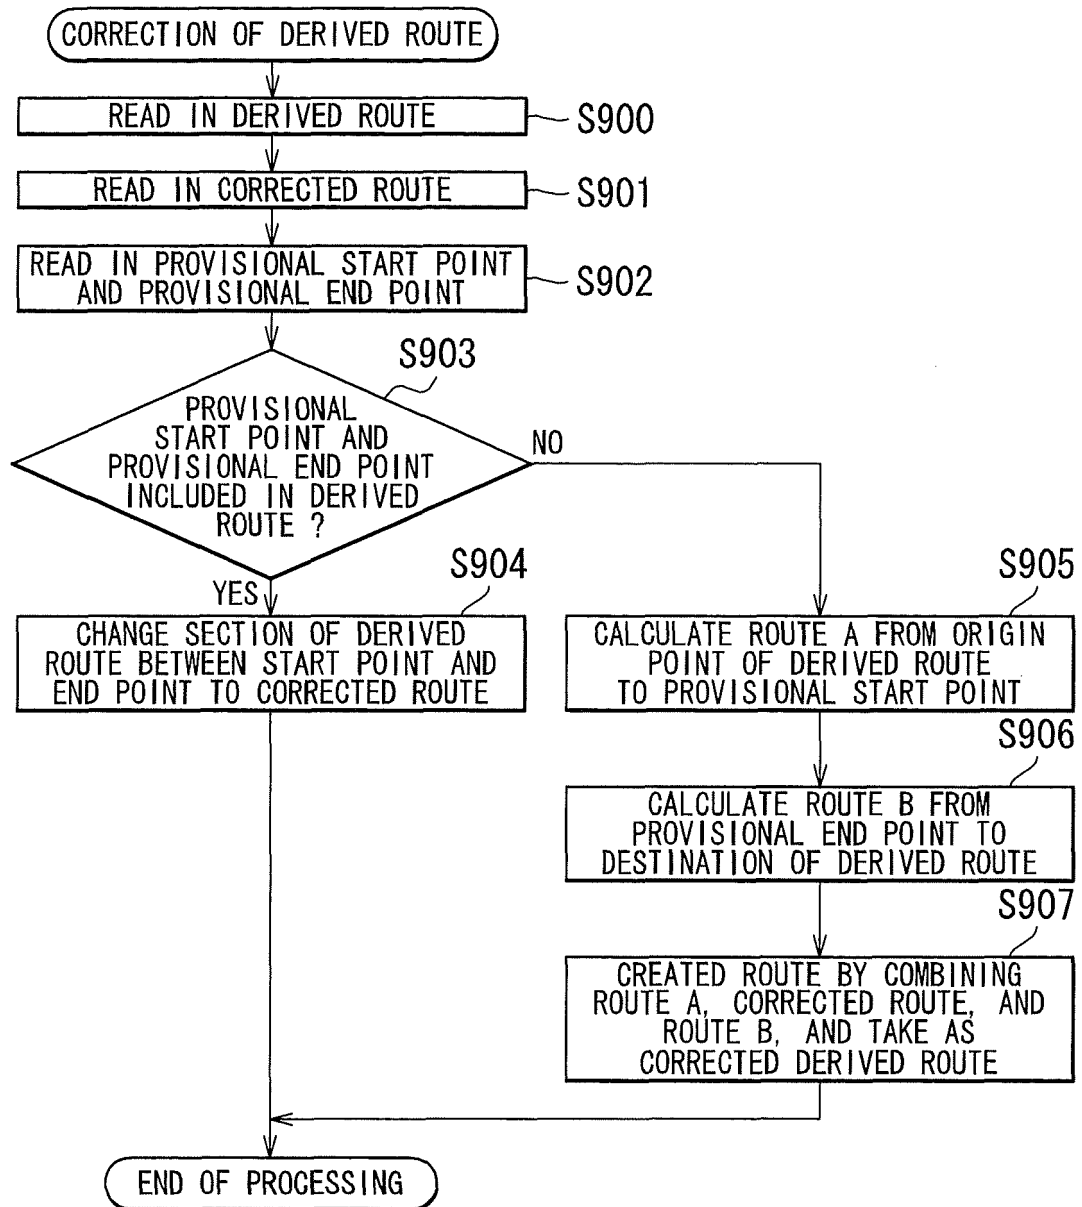 CORRECTION OF DERIVED ROUTE
READ IN DERIVED ROUTE
S900
READ IN CORRECTED ROUTE
S901
READ IN PROVISIONAL START POINT
AND PROVISIONAL END POINT
S902
S903
PROVISIONAL
START POINT AND
PROVISIONAL END POINT
INCLUDED IN DERIVED
ROUTE ?
NO
YES
S904
CHANGE SECTION OF DERIVED
ROUTE BETWEEN START POINT AND
END POINT TO CORRECTED ROUTE
S905
CALCULATE ROUTE A FROM ORIGIN
POINT OF DERIVED ROUTE
TO PROVISIONAL START POINT
S906
CALCULATE ROUTE B FROM
PROVISIONAL END POINT TO
DESTINATION OF DERIVED ROUTE
S907
CREATED ROUTE BY COMBINING
ROUTE A, CORRECTED ROUTE, AND
ROUTE B, AND TAKE AS
CORRECTED DERIVED ROUTE
END OF PROCESSING